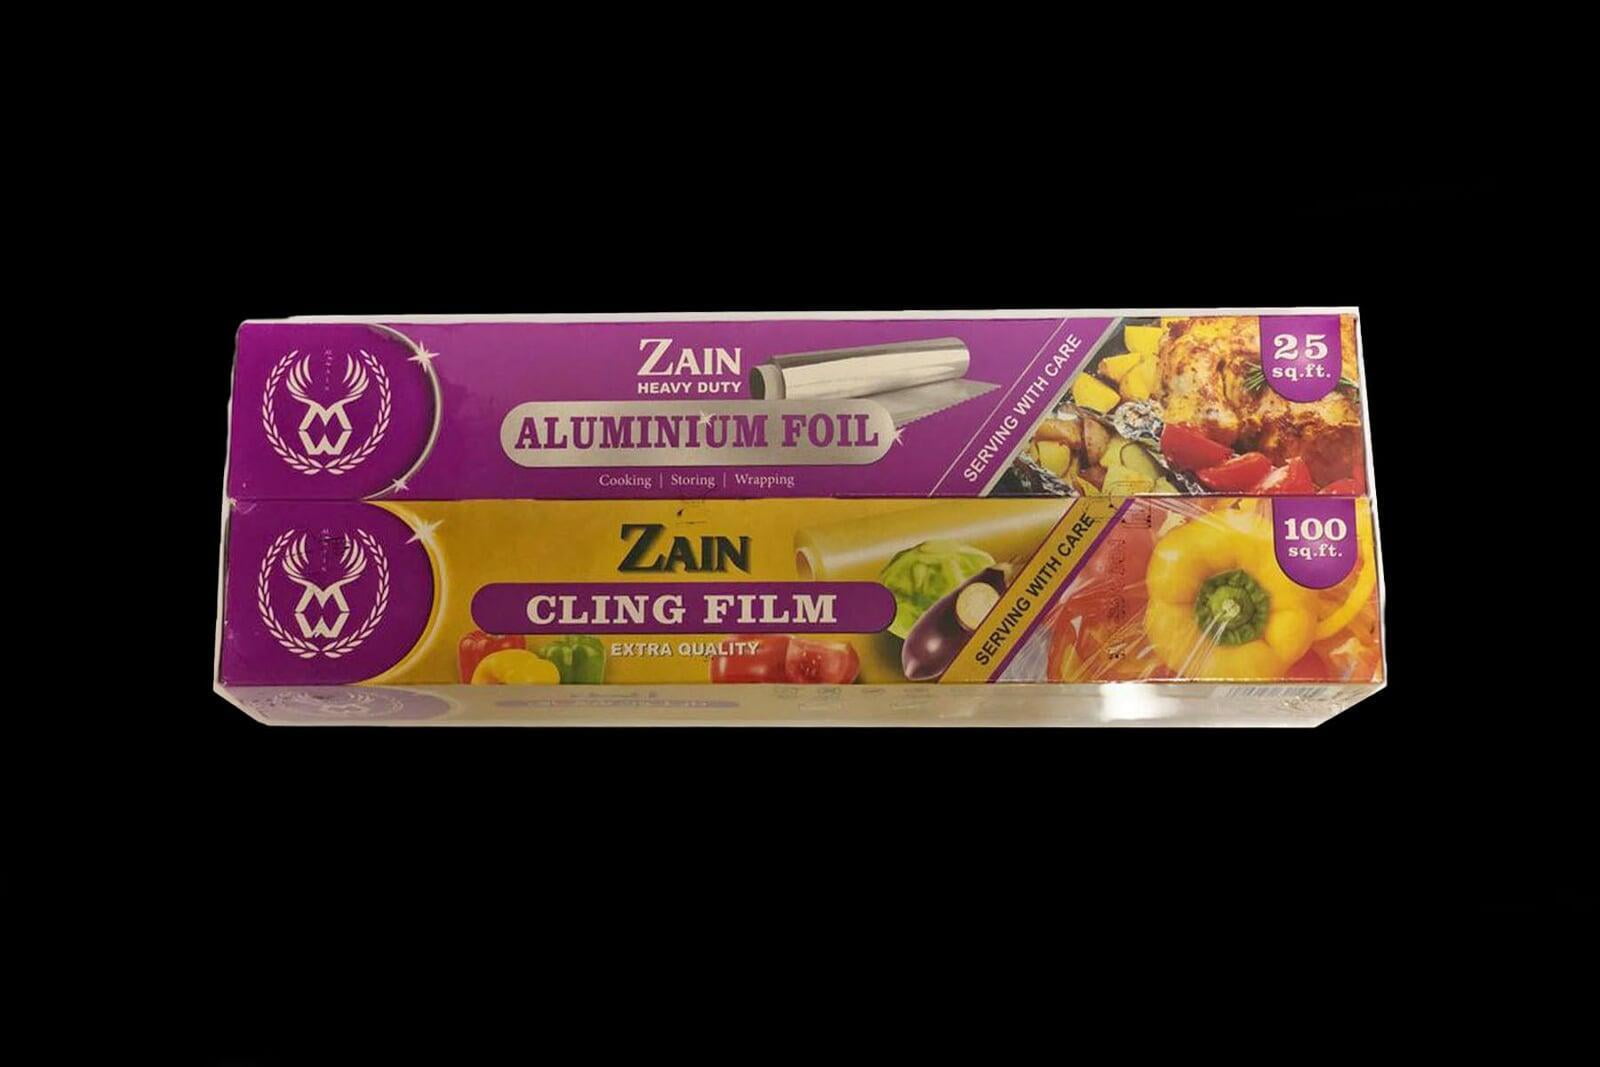 ZAIN
HEAVY DUTY
ALUMINIUM FOIL
Cooking | Storing | Wrapping
SERVING WITH CARE
25
sq.ft.
ZAIN
CLING FILM
EXTRA QUALITY
SERVING WITH CARE
100
sq.ft.